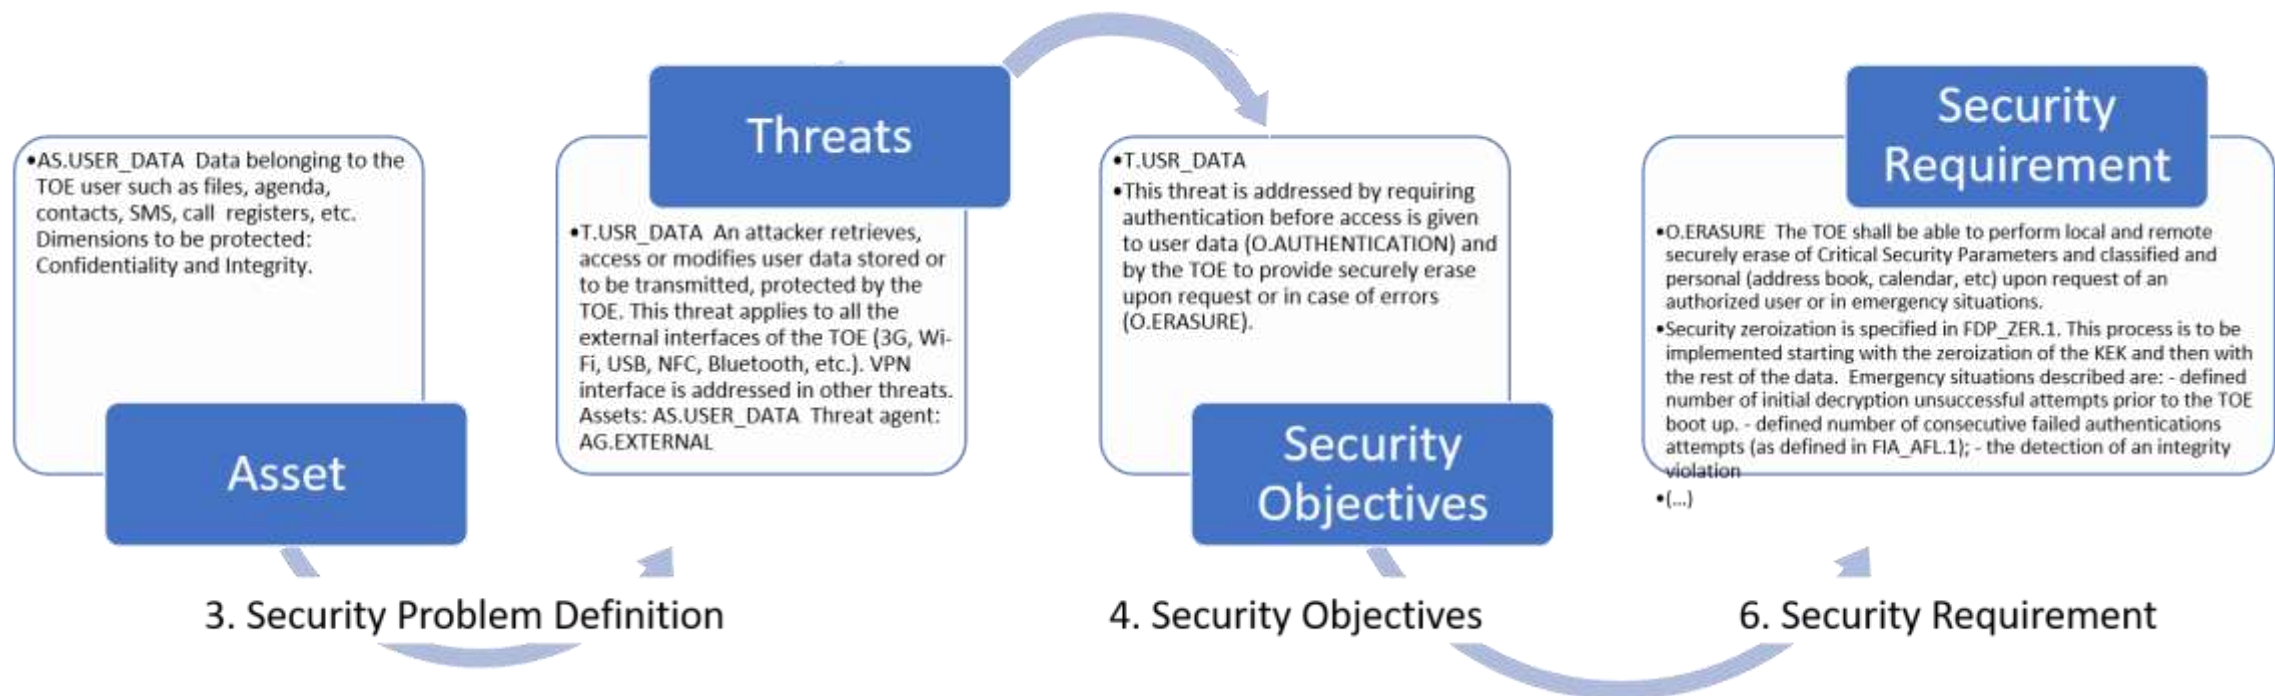 •AS.USER_DATA Data belonging to the
TOE user such as files, agenda,
contacts, SMS, call registers, etc.
Dimensions to be protected:
Confidentiality and Integrity.
Asset
Threats
•T.USR_DATA An attacker retrieves,
access or modifies user data stored or
to be transmitted, protected by the
TOE. This threat applies to all the
external interfaces of the TOE (3G, Wi-
Fi, USB, NFC, Bluetooth, etc.). VPN
interface is addressed in other threats.
Assets: AS.USER_DATA Threat agent:
AG.EXTERNAL
•T.USR_DATA
•This threat is addressed by requiring
authentication before access is given
to user data (O.AUTHENTICATION) and
by the TOE to provide securely erase
upon request or in case of errors
(O.ERASURE).
Security
Objectives
Security
Requirement
•O.ERASURE The TOE shall be able to perform local and remote
securely erase of Critical Security Parameters and classified and
personal (address book, calendar, etc) upon request of an
authorized user or in emergency situations.
•Security zeroization is specified in FDP_ZER.1. This process is to be
implemented starting with the zeroization of the KEK and then with
the rest of the data. Emergency situations described are: - defined
number of initial decryption unsuccessful attempts prior to the TOE
boot up. - defined number of consecutive failed authentications
attempts (as defined in FIA_AFL.1); - the detection of an integrity
violation
•(...)
3. Security Problem Definition
4. Security Objectives
6. Security Requirement